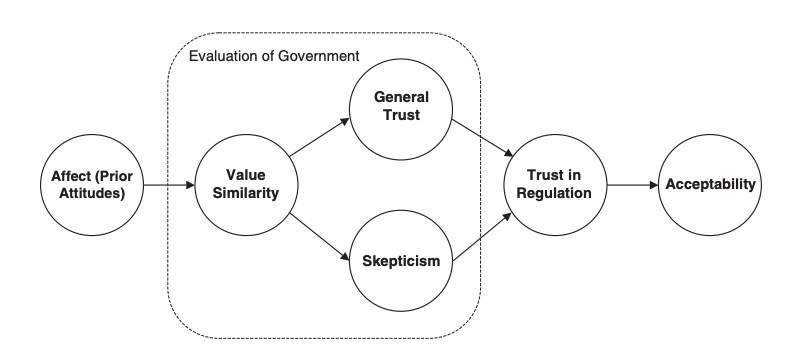 Evaluation of Government
General
Trust
Affect (Prior
Attitudes)
Value
Similarity
Trust in
Regulation
Acceptability
Skepticism